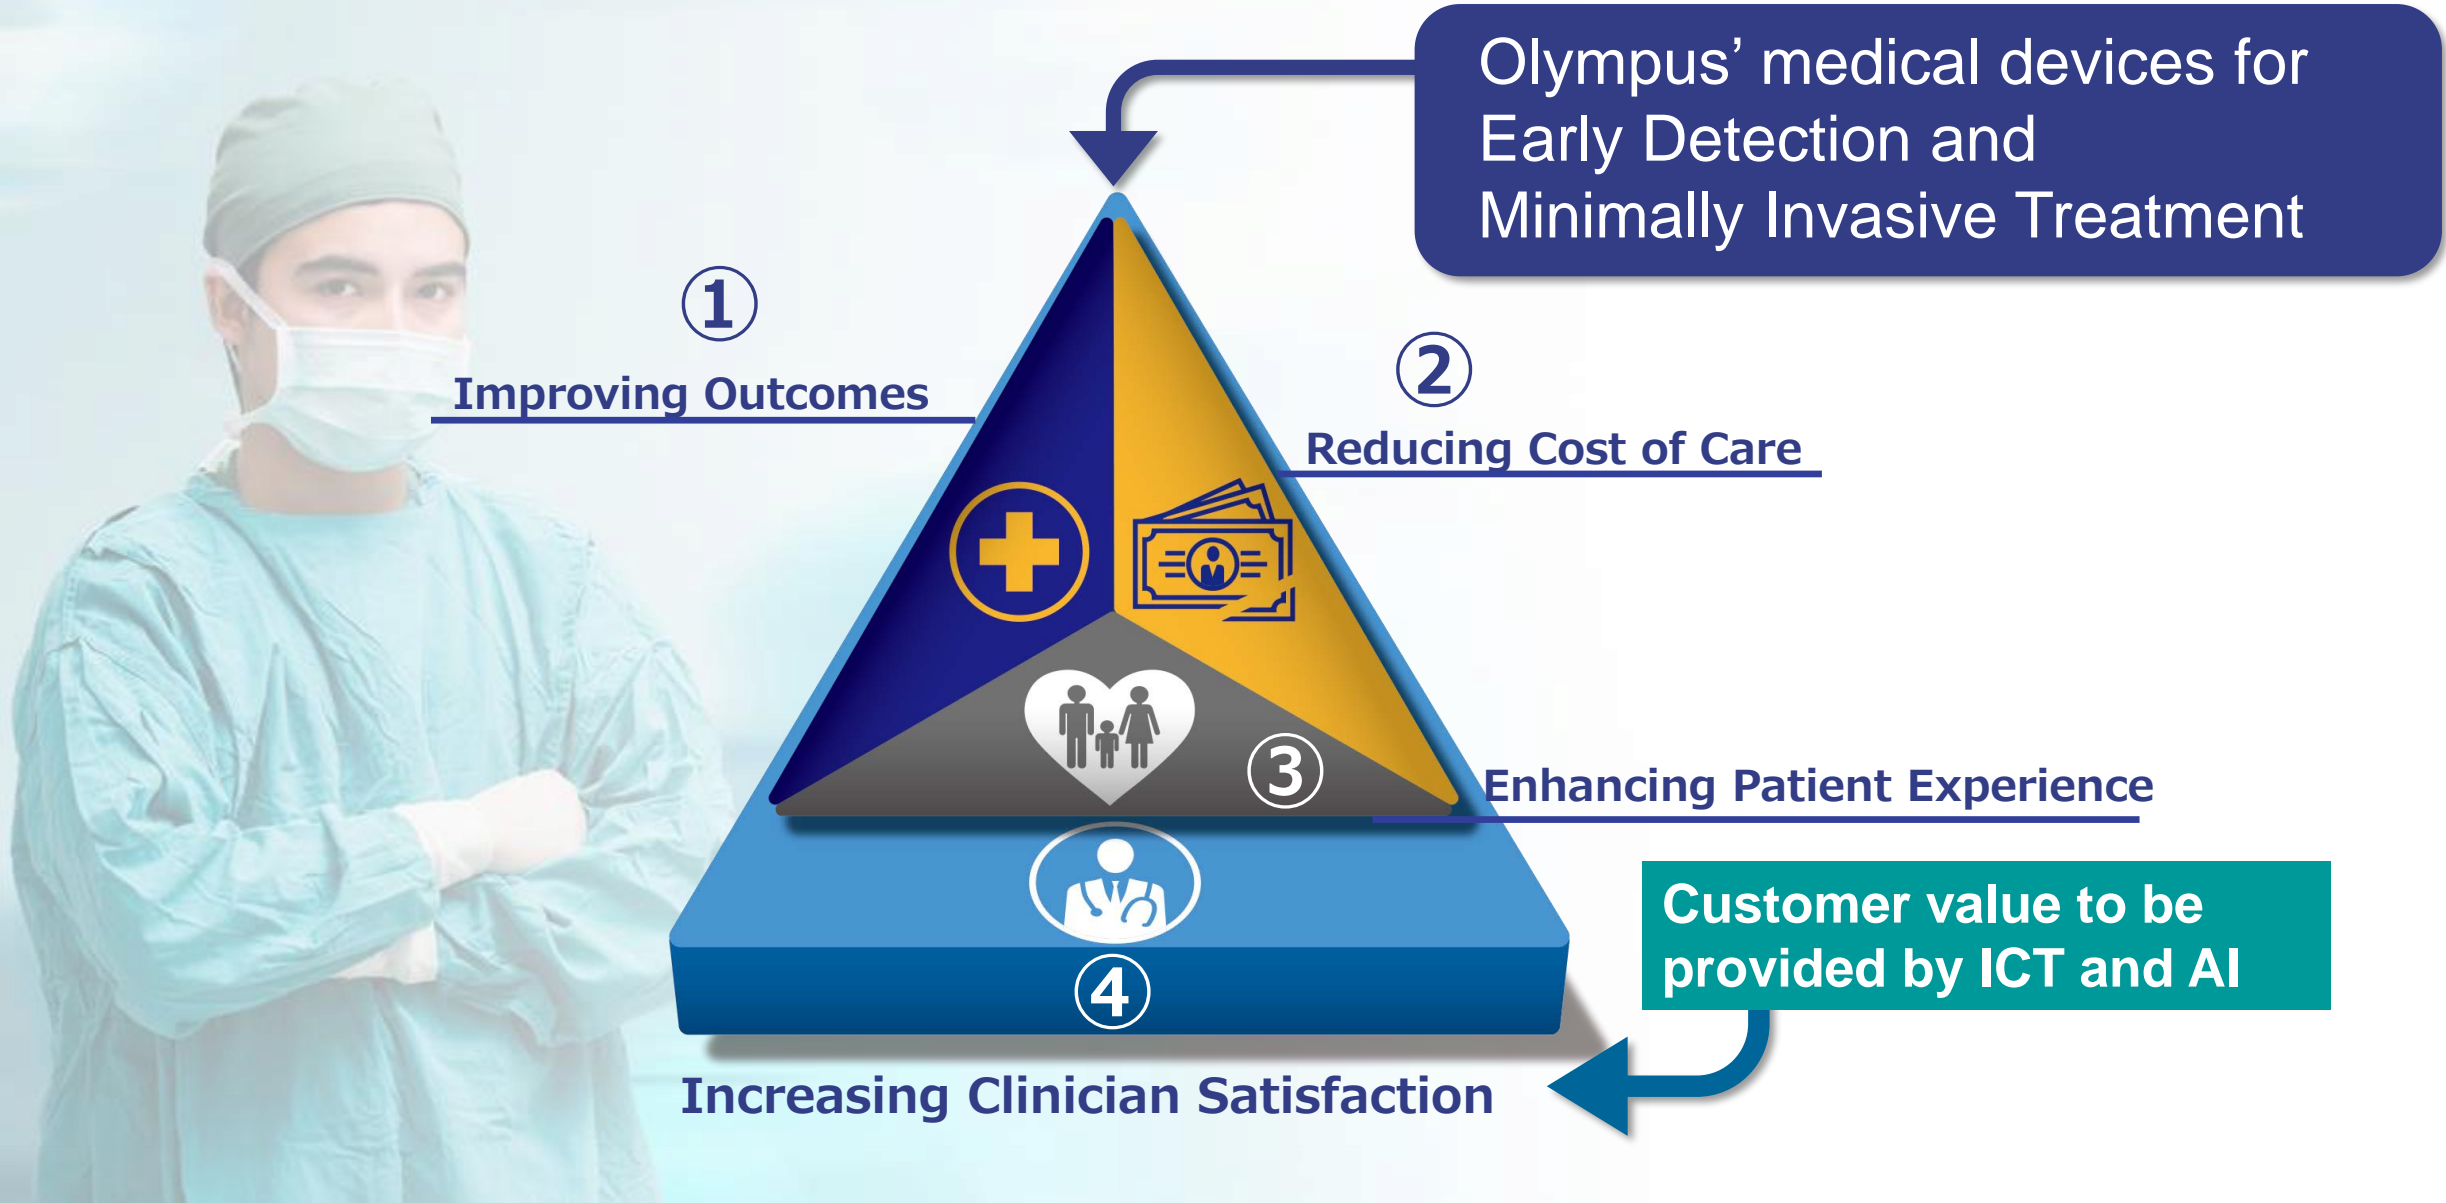 Olympus’ medical devices for
Early Detection and
Minimally Invasive Treatment
①
Improving Outcomes
②
Reducing Cost of Care
③
Enhancing Patient Experience
Customer value to be
provided by ICT and AI
④
Increasing Clinician Satisfaction